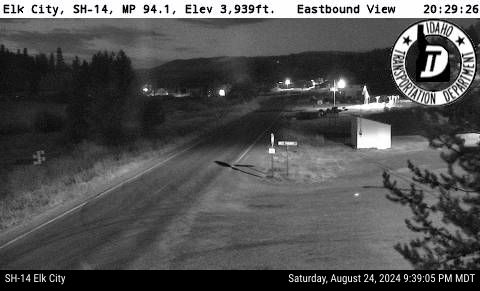 Elk City, SH-14, MP 94.1, Elev 3,939ft. Eastbound View 20:29:26
IDAHO
TRANSPORTATION DEPARTMENT
SH-14 Elk City Saturday, August 24, 2024 9:39:05 PM MDT